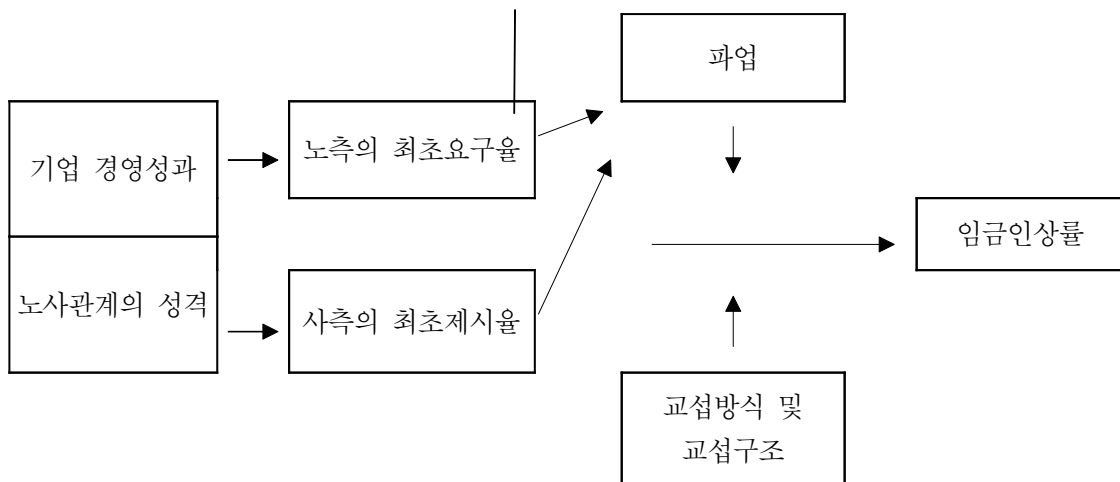 파업
기업 경영성과
노측의 최초요구율
임금인상률
노사관계의 성격
사측의 최초제시율
교섭방식 및
교섭구조